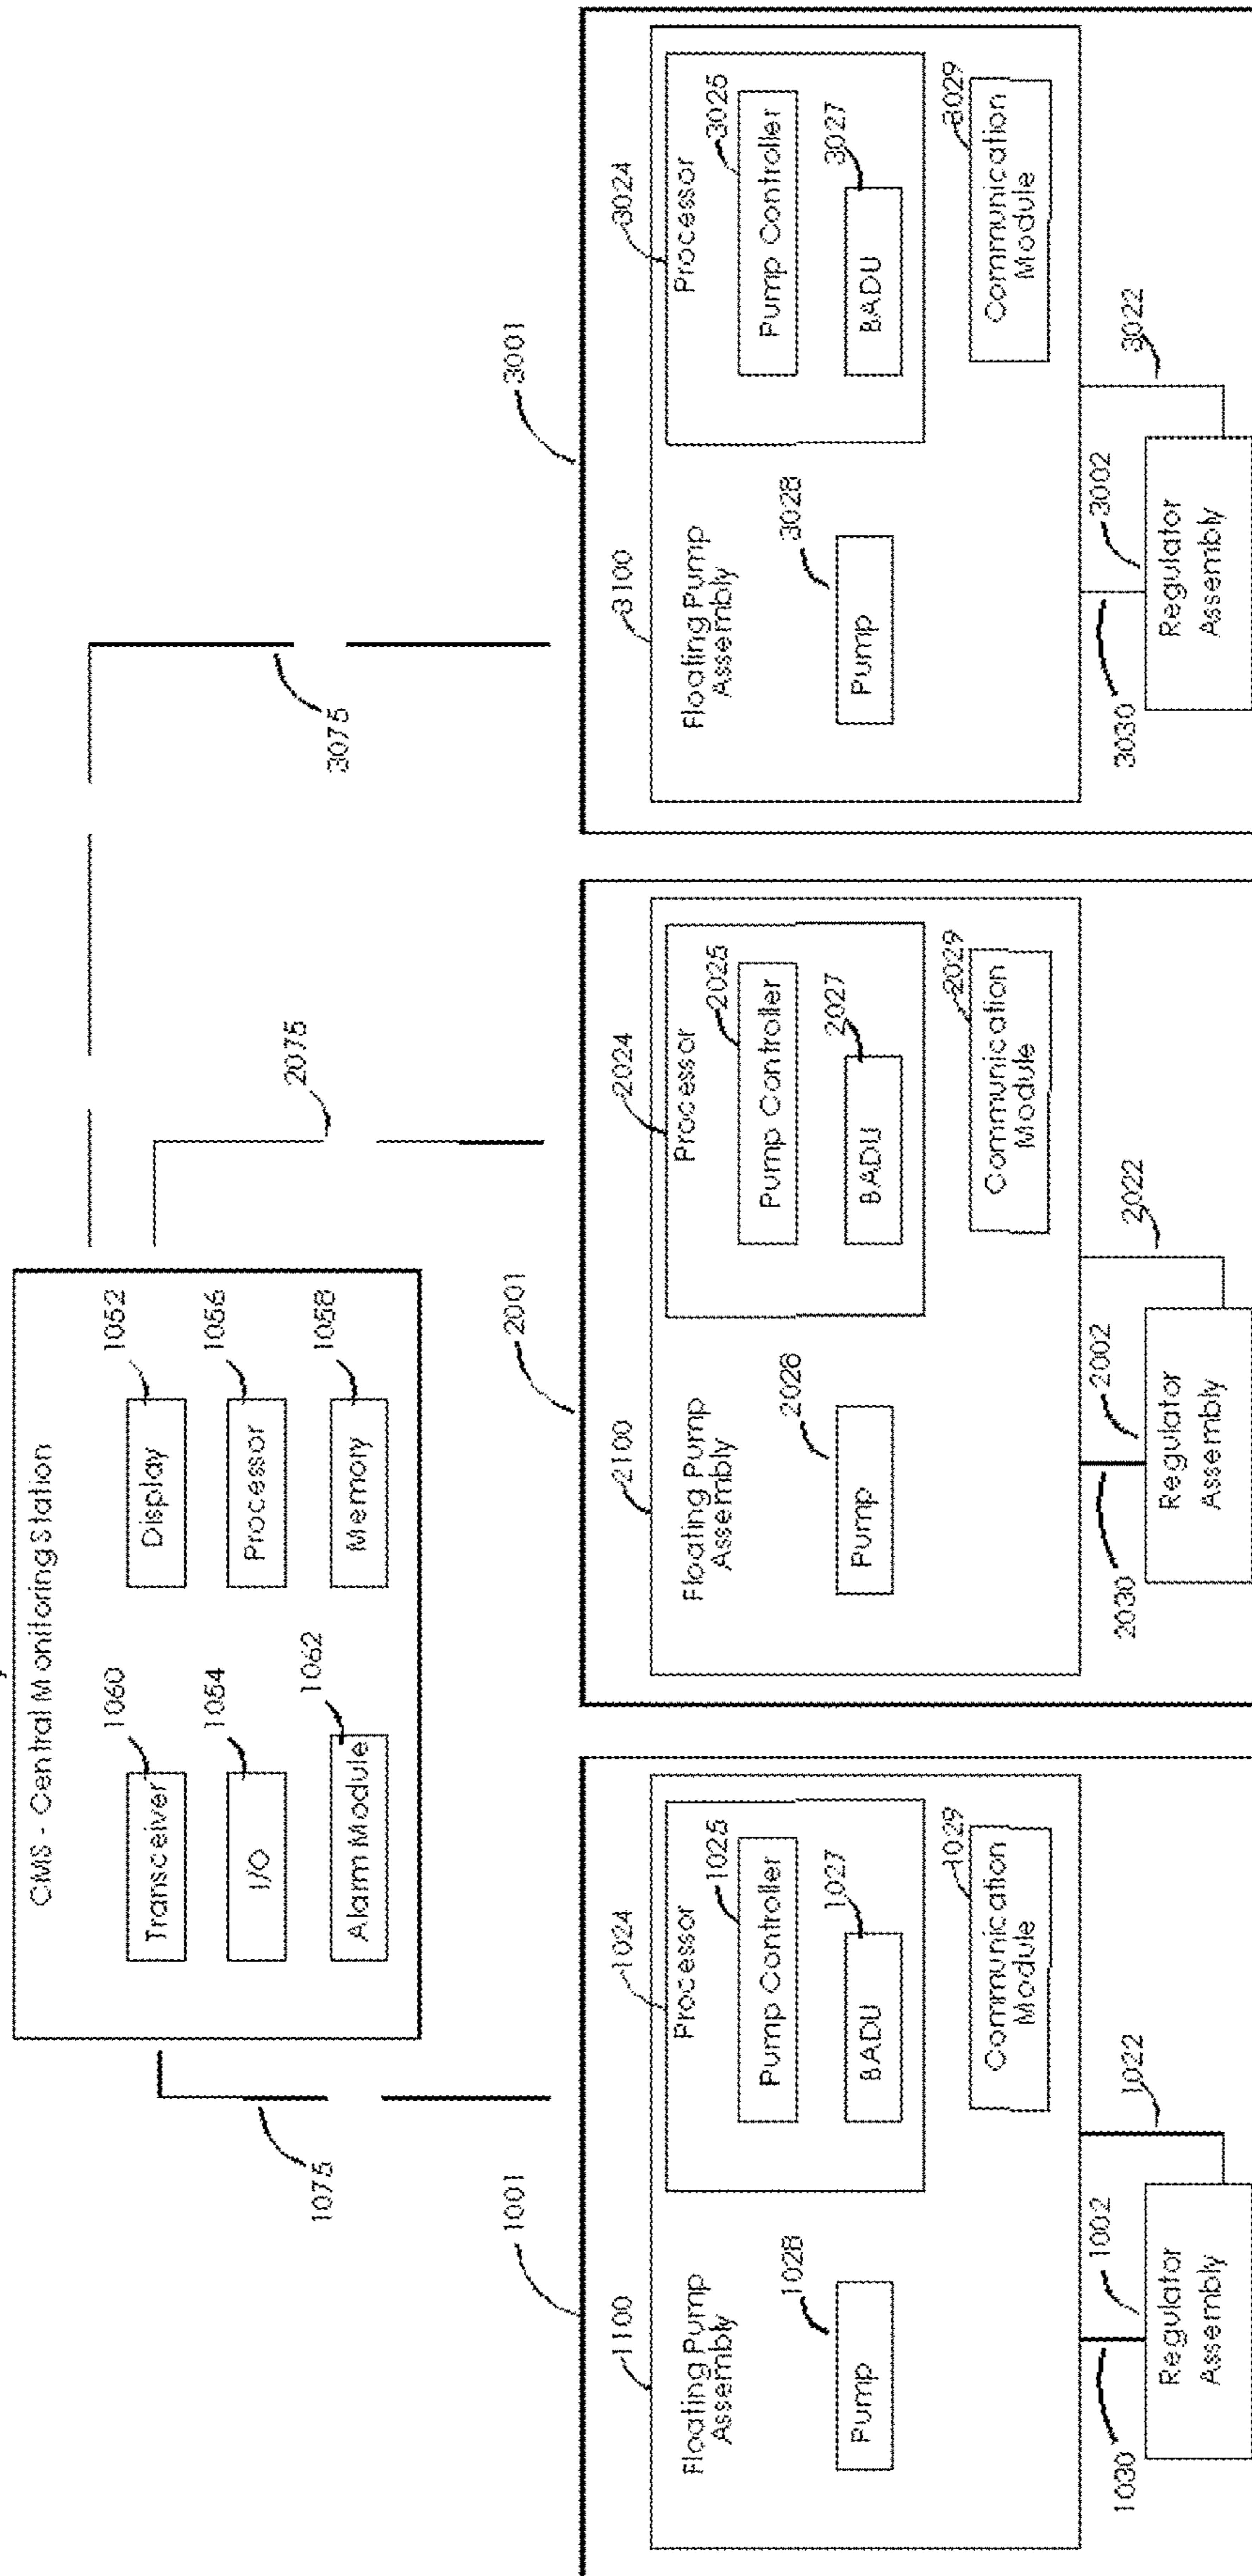 CMS - Central Monitoring Station
Transceiver
1060
Display
1052
I/O
1054
Processor
1056
Alarm Module
1062
Memory
1058
1075
2075
3075
1001
1100
Floating Pump
Assembly
1024
Processor
Pump Controller
1025
Pump
1028
BADU
1027
Communication
Module
1029
1030
1002
1022
Regulator
Assembly
2001
2100
Floating Pump
Assembly
2024
Processor
Pump Controller
2025
Pump
2028
BADU
2027
Communication
Module
2029
2030
2002
2022
Regulator
Assembly
3001
3100
Floating Pump
Assembly
3024
Processor
Pump Controller
3025
Pump
3028
BADU
3027
Communication
Module
3029
3030
3002
3022
Regulator
Assembly